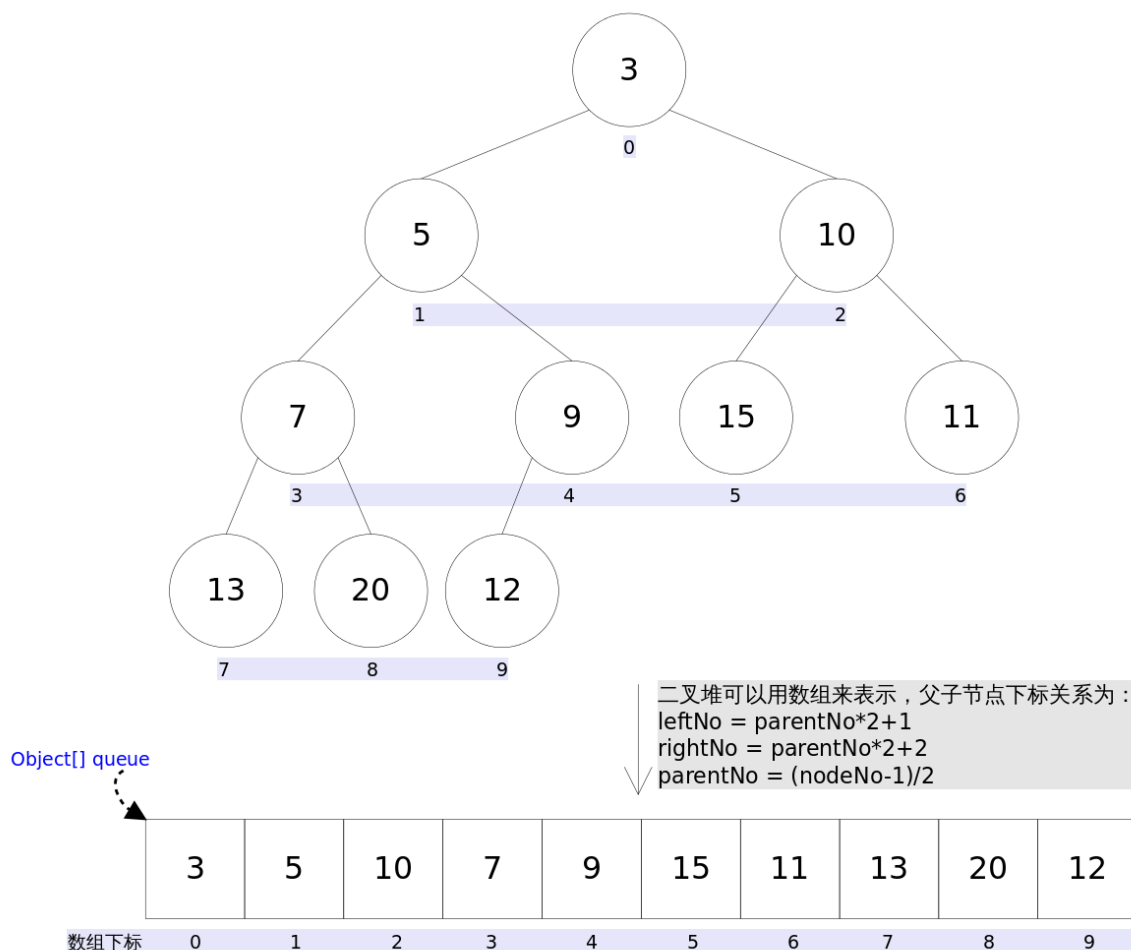 3
0
5 10
1 2
7 9 15 11
3 4 5 6
13 20 12
7 8 9
二叉堆可以用数组来表示，父子节点下标关系为：
leftNo = parentNo*2+1
rightNo = parentNo*2+2
parentNo = (nodeNo-1)/2
Object[] queue
3 5 10 7 9 15 11 13 20 12
数组下标 0 1 2 3 4 5 6 7 8 9